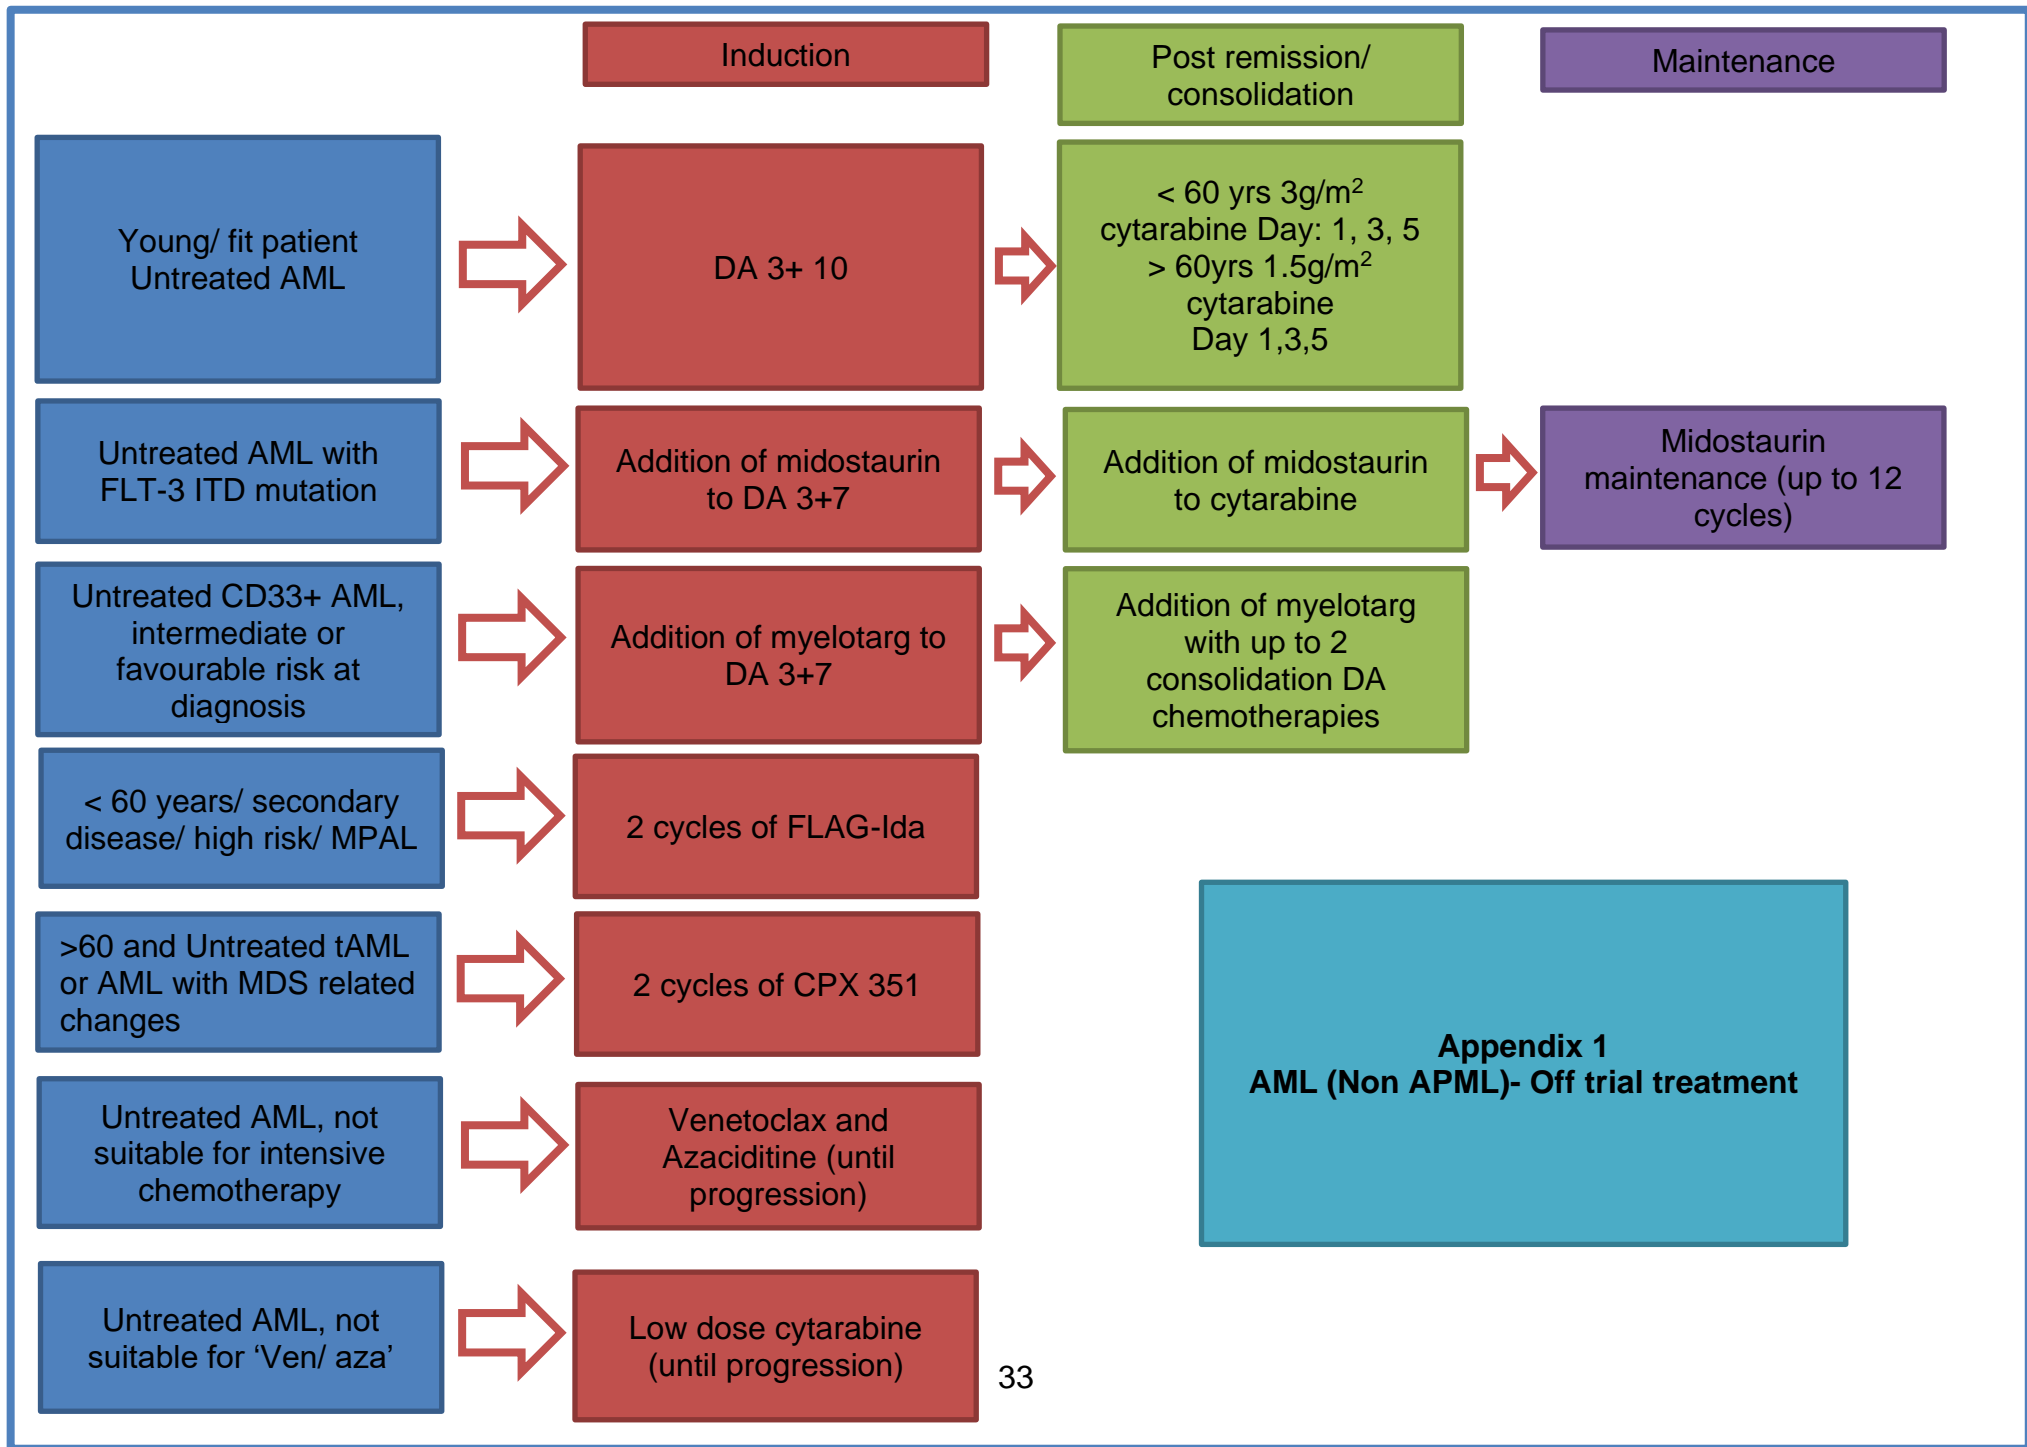 Induction
Post remission/
consolidation
Maintenance
Young/ fit patient
Untreated AML
DA 3+ 10
< 60 yrs 3g/m²
cytarabine Day: 1, 3, 5
> 60yrs 1.5g/m²
cytarabine
Day 1,3,5
Untreated AML with
FLT-3 ITD mutation
Addition of midostaurin
to DA 3+7
Addition of midostaurin
to cytarabine
Midostaurin
maintenance (up to 12
cycles)
Untreated CD33+ AML,
intermediate or
favourable risk at
diagnosis
Addition of myelotarg to
DA 3+7
Addition of myelotarg
with up to 2
consolidation DA
chemotherapies
< 60 years/ secondary
disease/ high risk/ MPAL
2 cycles of FLAG-Ida
>60 and Untreated tAML
or AML with MDS related
changes
2 cycles of CPX 351
Appendix 1
AML (Non APML)- Off trial treatment
Untreated AML, not
suitable for intensive
chemotherapy
Venetoclax and
Azaciditine (until
progression)
Untreated AML, not
suitable for ‘Ven/ aza’
Low dose cytarabine
(until progression)
33